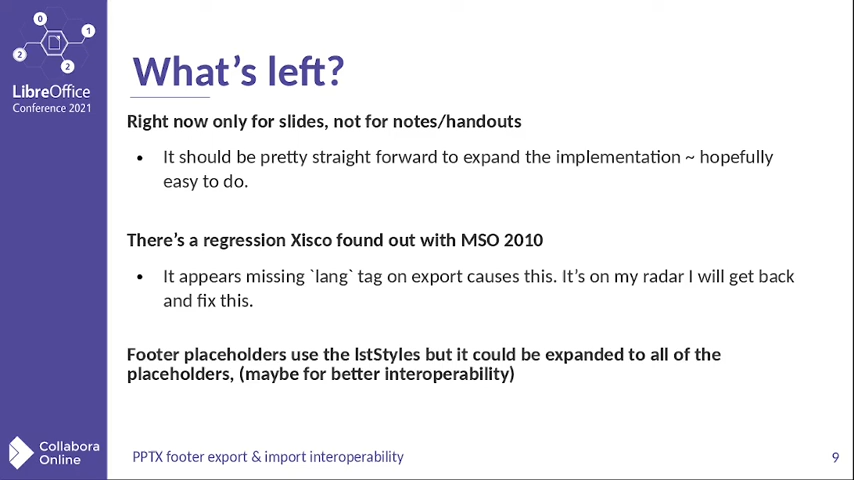 0
1
2
2
LibreOffice
Conference 2021
What's left?
Right now only for slides, not for notes/handouts
• It should be pretty straight forward to expand the implementation ~ hopefully
easy to do.
There's a regression Xisco found out with MSO 2010
• It appears missing `lang` tag on export causes this. It's on my radar I will get back
and fix this.
Footer placeholders use the lstStyles but it could be expanded to all of the
placeholders, (maybe for better interoperability)
Collabora
Online
PPTX footer export & import interoperability
9